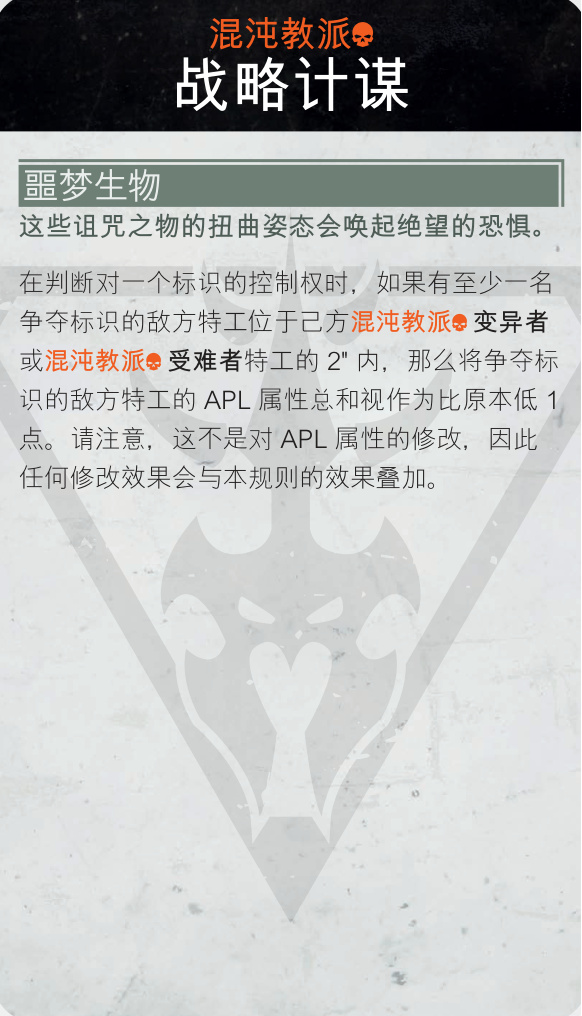 混沌教派
战略计谋
噩梦生物
这些诅咒之物的扭曲姿态会唤起绝望的恐惧。
在判断对一个标识的控制权时，如果有至少一名
争夺标识的敌方特工位于己方混沌教派 变异者
或混沌教派 受难者特工的 2" 内，那么将争夺标
识的敌方特工的 APL 属性总和视作为比原本低 1
点。请注意，这不是对 APL 属性的修改，因此
任何修改效果会与本规则的效果叠加。